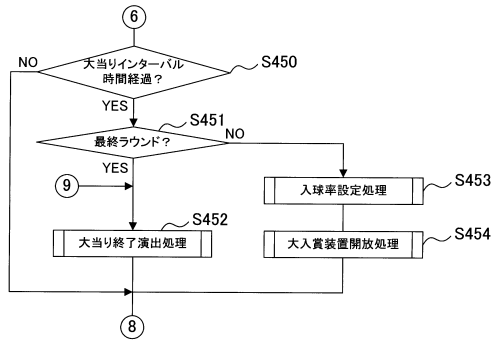 6
大当りインターバル
時間経過？
S450
NO
YES
S451
最終ラウンド？
NO
YES
9
入球率設定処理
S453
S452
大当り終了演出処理
大入賞装置開放処理
S454
8